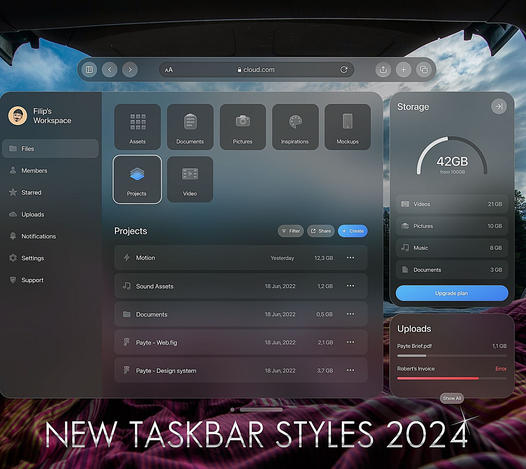 AA cloud.com
Filip's
Workspace
Files
Members
Starred
Uploads
Notifications
Settings
Support
Assets
Documents
Pictures
Inspirations
Mockups
Projects
Video
Projects
Filter
Share
Create
Motion Yesterday 12,3 GB
Sound Assets 18 Jun, 2022 1,2 GB
Documents 18 Jun, 2022 0,5 GB
Payte - Web.fig 18 Jun, 2022 2,1 GB
Payte - Design system 18 Jun, 2022 3,7 GB
Storage
42GB
from 100GB
Videos 21 GB
Pictures 10 GB
Music 8 GB
Documents 3 GB
Upgrade plan
Uploads
Payte Brief.pdf 1,1 GB
Robert's Invoice Error
Show All
NEW TASKBAR STYLES 2024